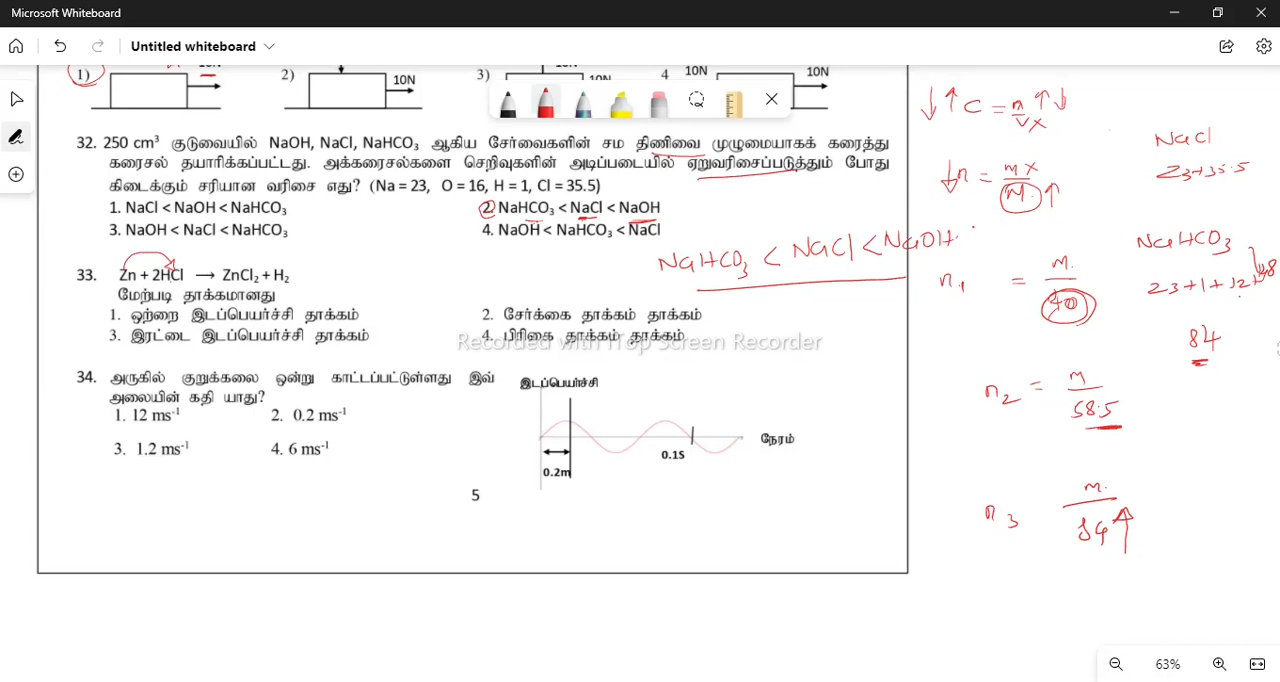 Microsoft Whiteboard
Untitled whiteboard
1)
2)
10N
3)
10N
4
10N
10N
32. 250 cm³ குடுவையில் NaOH, NaCl, NaHCO₃ ஆகிய சேர்வைகளின் சம திணிவை முழுமையாகக் கரைத்து
கரைசல் தயாரிக்கப்பட்டது. அக்கரைசல்களை செறிவுகளின் அடிப்படையில் ஏறுவரிசைப்படுத்தும் போது
கிடைக்கும் சரியான வரிசை எது? (Na = 23, O = 16, H = 1, Cl = 35.5)
1. NaCl < NaOH < NaHCO₃
2. NaHCO₃ < NaCl < NaOH
3. NaOH < NaCl < NaHCO₃
4. NaOH < NaHCO₃ < NaCl
NaHCO₃ < NaCl < NaOH
33. Zn + 2HCl → ZnCl₂ + H₂
மேற்படி தாக்கமானது
1. ஒற்றை இடப்பெயர்ச்சி தாக்கம்
2. சேர்க்கை தாக்கம் தாக்கம்
3. இரட்டை இடப்பெயர்ச்சி தாக்கம்
4. பிரிகை தாக்கம் தாக்கம்
Recorded with iTop Screen Recorder
34. அருகில் குறுக்கலை ஒன்று காட்டப்பட்டுள்ளது இவ்
அலையின் கதி யாது?
1. 12 ms⁻¹
2. 0.2 ms⁻¹
3. 1.2 ms⁻¹
4. 6 ms⁻¹
இடப்பெயர்ச்சி
நேரம்
0.1S
0.2m
5
↓↑ C = n/v ↑↓
↓n = m/M ↑
n₁ = m/40
n₂ = m/58.5
n₃ m/84 ↑
NaCl
23+35.5
NaHCO₃
23+1+12+48
84
63%